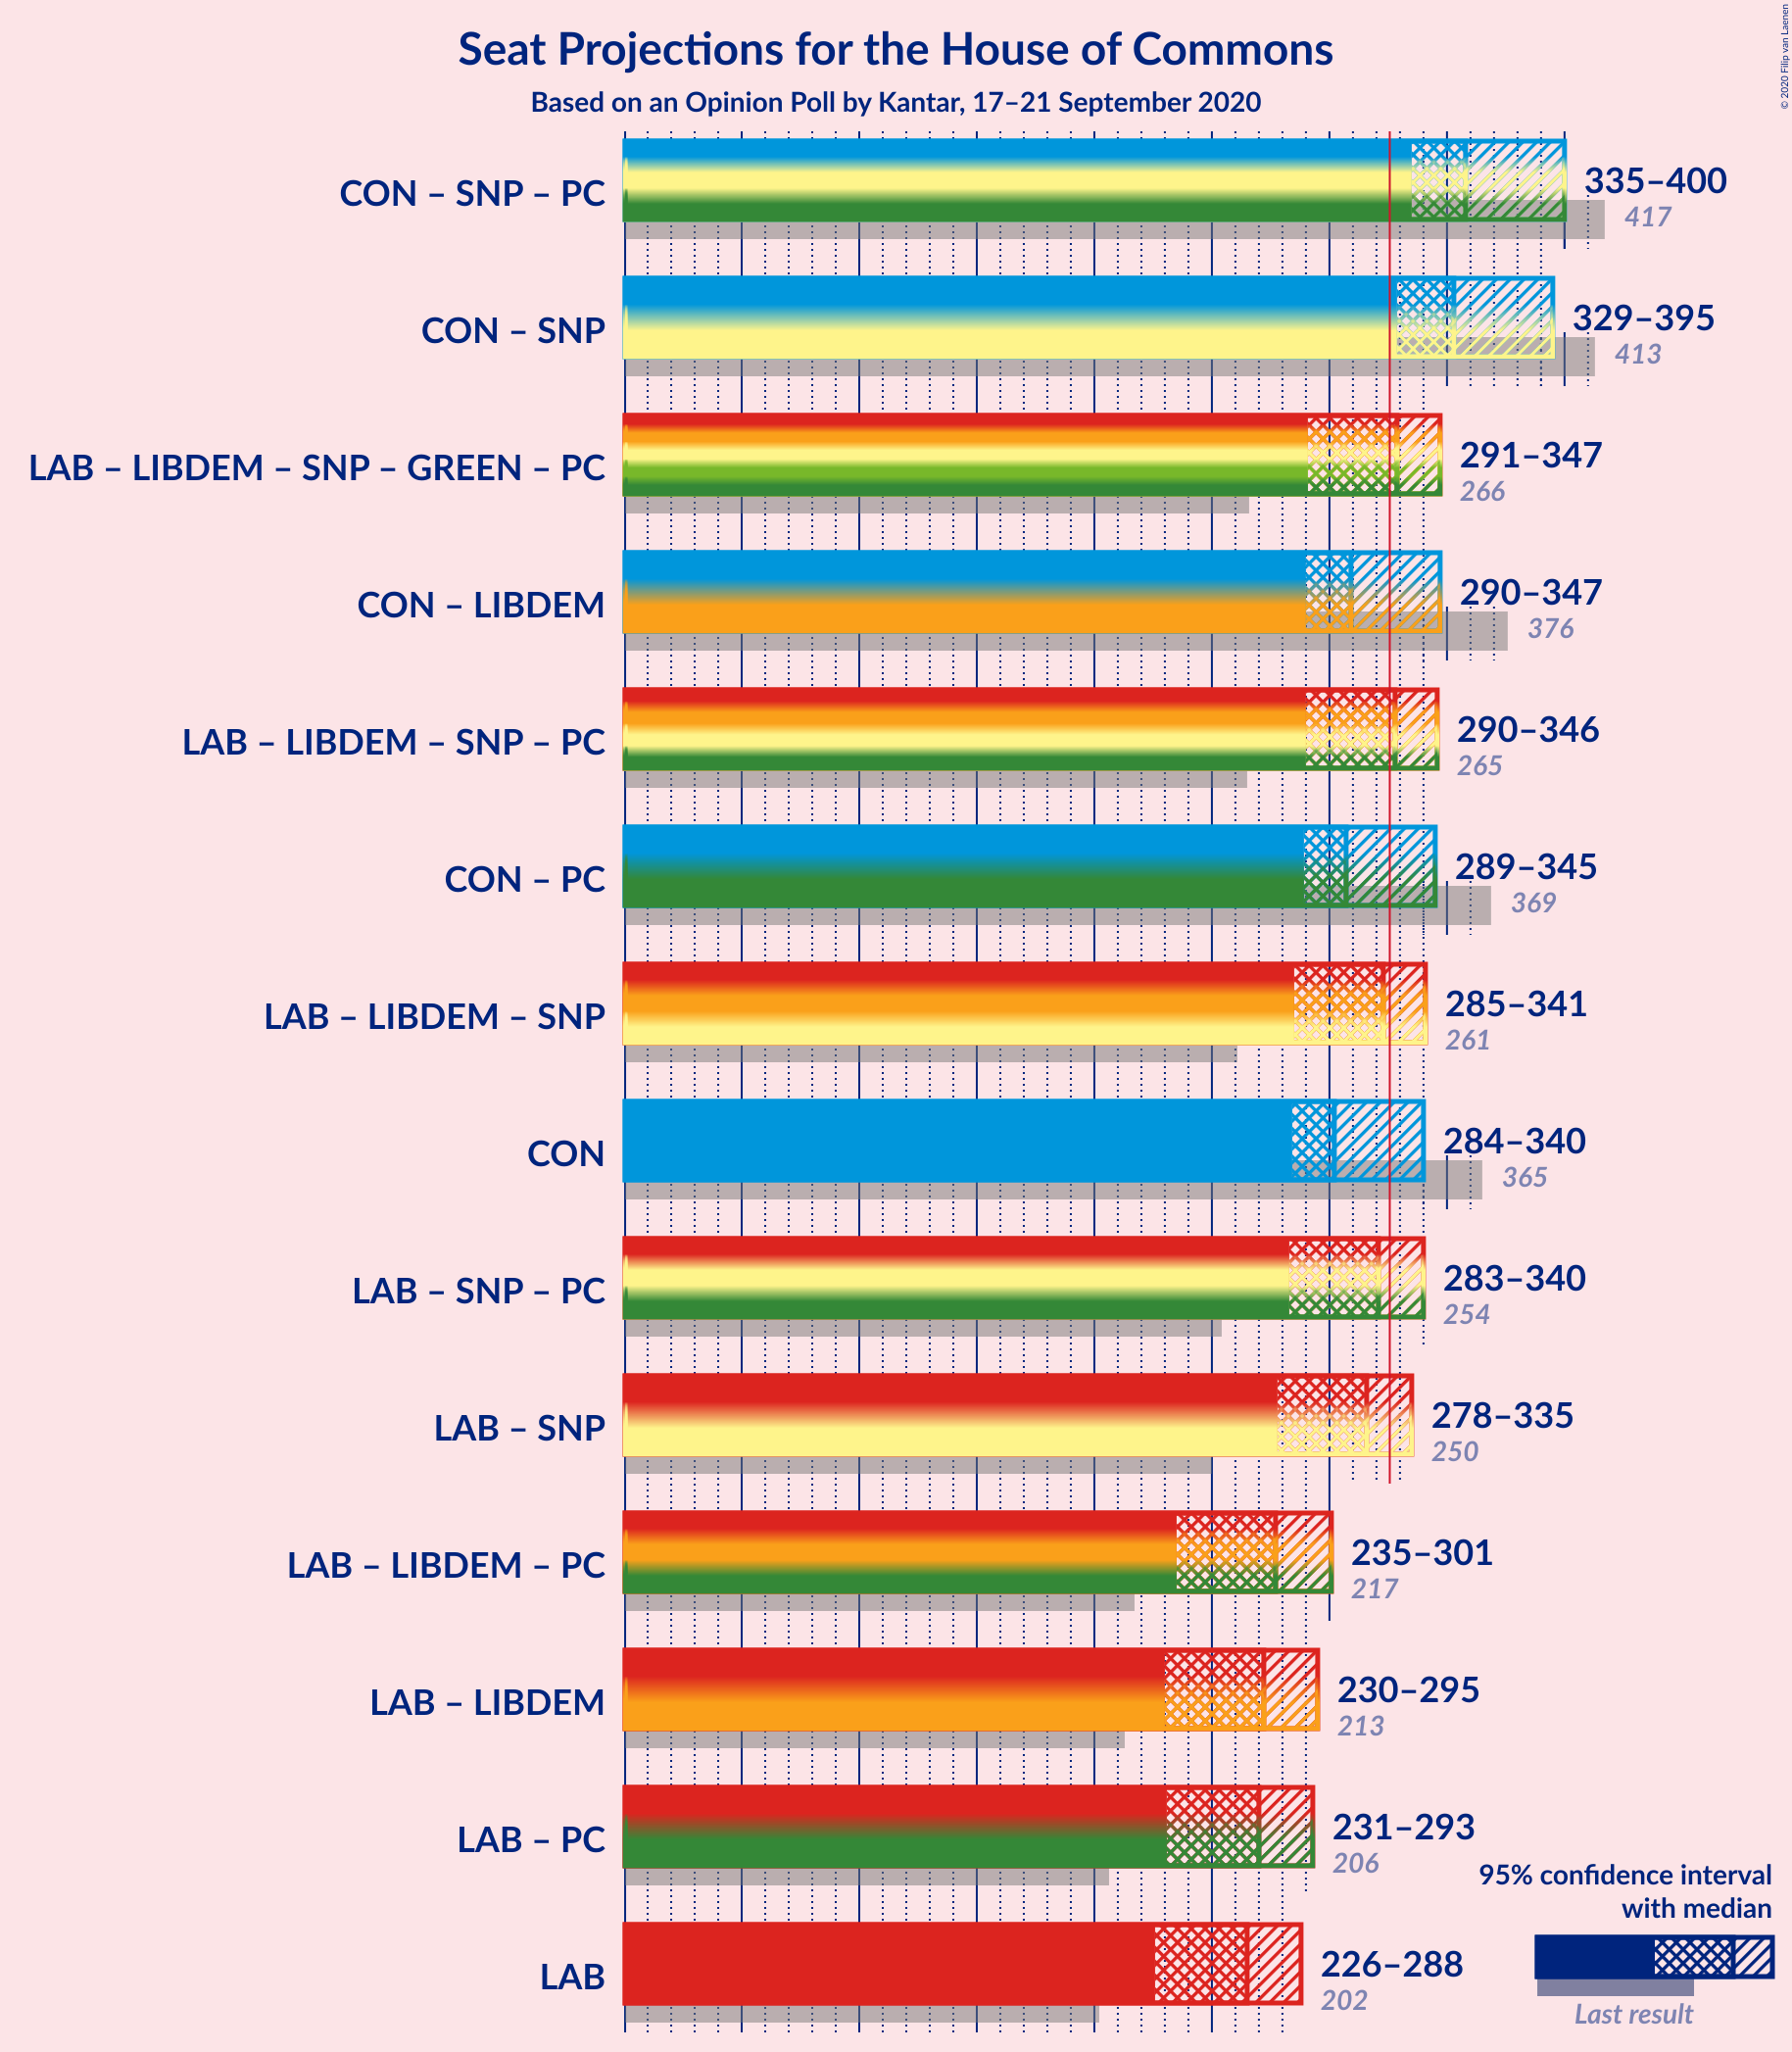 Seat Projections for the House of Commons
Based on an Opinion Poll by Kantar, 17–21 September 2020
© 2020 Filip van Laenen
CON – SNP – PC
335–400
417
CON – SNP
329–395
413
LAB – LIBDEM – SNP – GREEN – PC
291–347
266
CON – LIBDEM
290–347
376
LAB – LIBDEM – SNP – PC
290–346
265
CON – PC
289–345
369
LAB – LIBDEM – SNP
285–341
261
CON
284–340
365
LAB – SNP – PC
283–340
254
LAB – SNP
278–335
250
LAB – LIBDEM – PC
235–301
217
LAB – LIBDEM
230–295
213
LAB – PC
231–293
206
LAB
226–288
202
95% confidence interval
with median
Last result